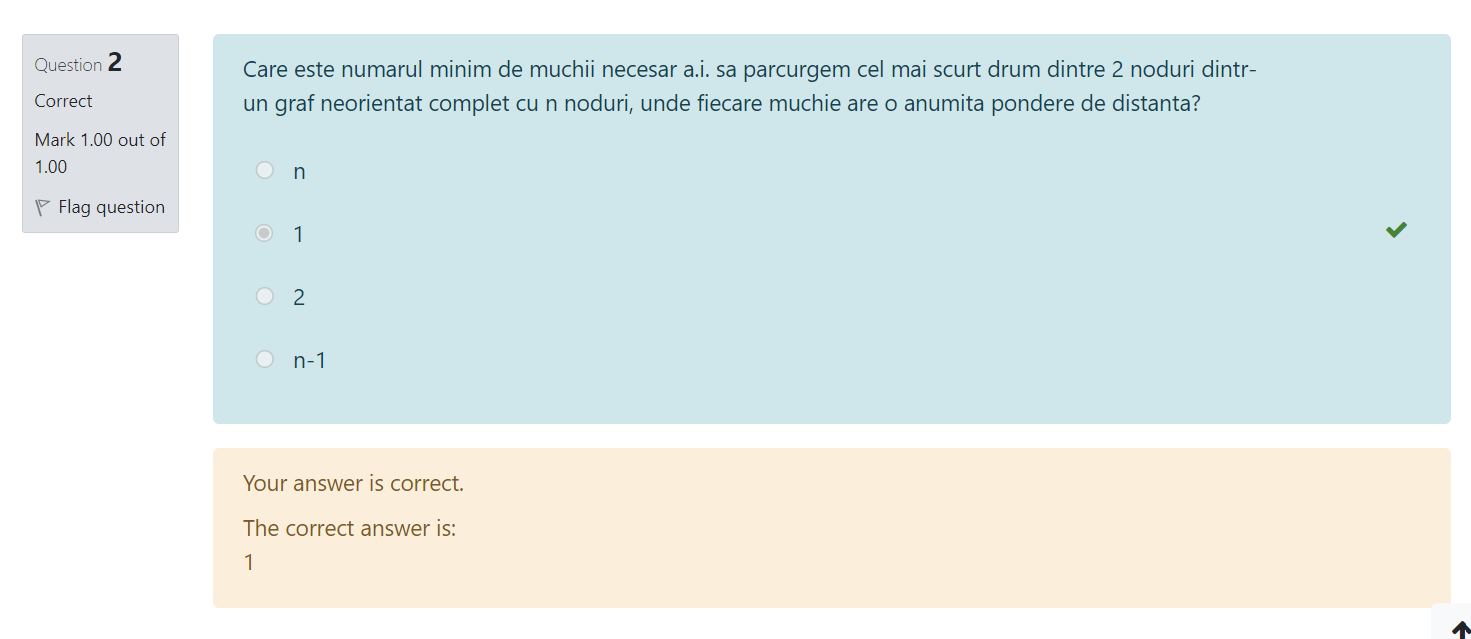 Question 2
Correct
Mark 1.00 out of
1.00
Flag question
Care este numarul minim de muchii necesar a.i. sa parcurgem cel mai scurt drum dintre 2 noduri dintr-
un graf neorientat complet cu n noduri, unde fiecare muchie are o anumita pondere de distanta?
n
1
2
n-1
Your answer is correct.
The correct answer is:
1